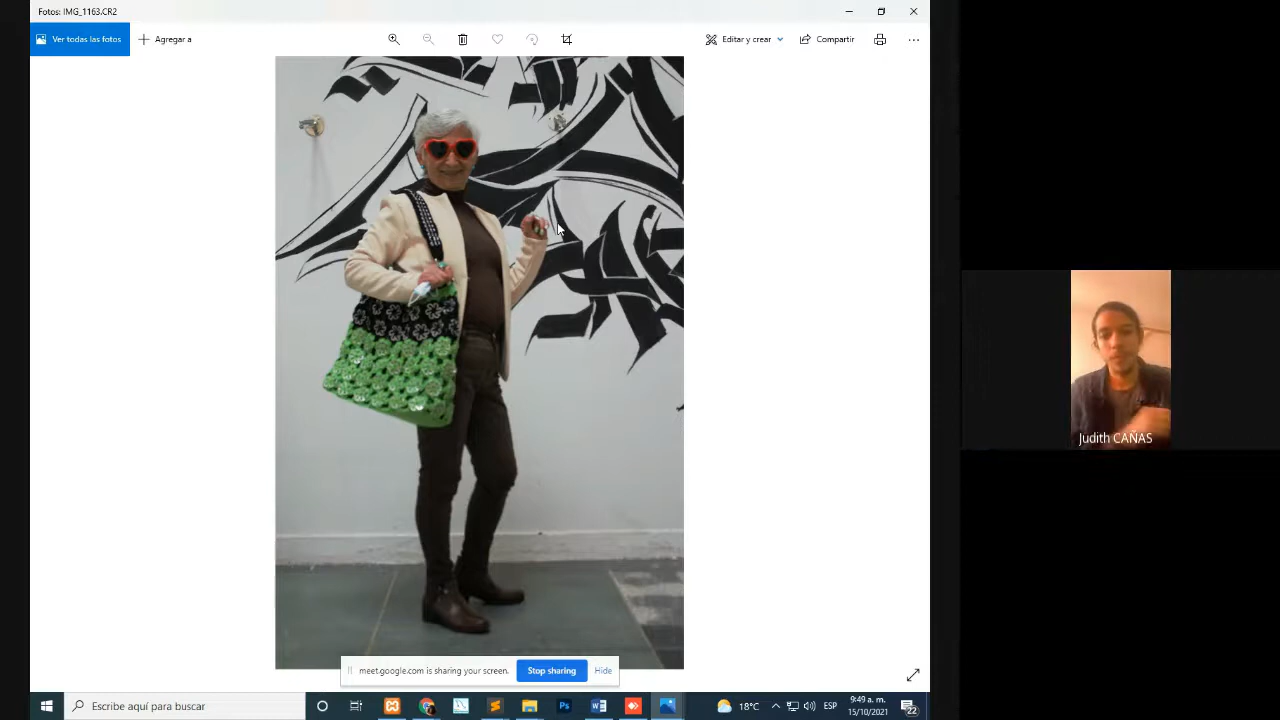 Fotos: IMG_1163.CR2
Ver todas las fotos
Agregar a
Editar y crear
Compartir
Judith CAÑAS
meet.google.com is sharing your screen.
Stop sharing
Hide
Escribe aquí para buscar
Ps
W
18°C
ESP
9:49 a. m.
15/10/2021
22